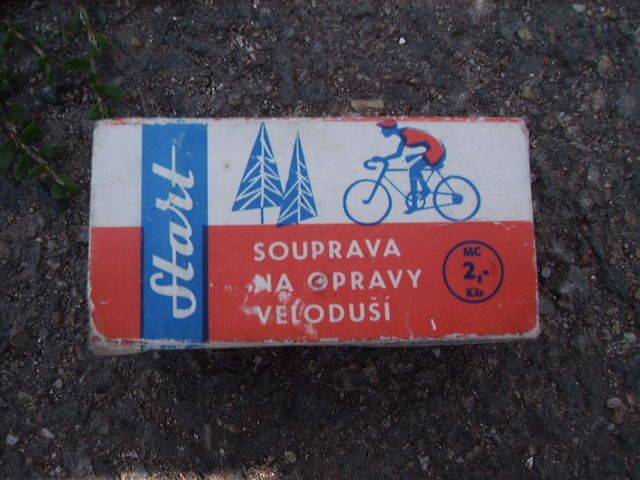 Start
SOUPRAVA
NA OPRAVY
VELODUŠÍ
MC
2,-
Kčs